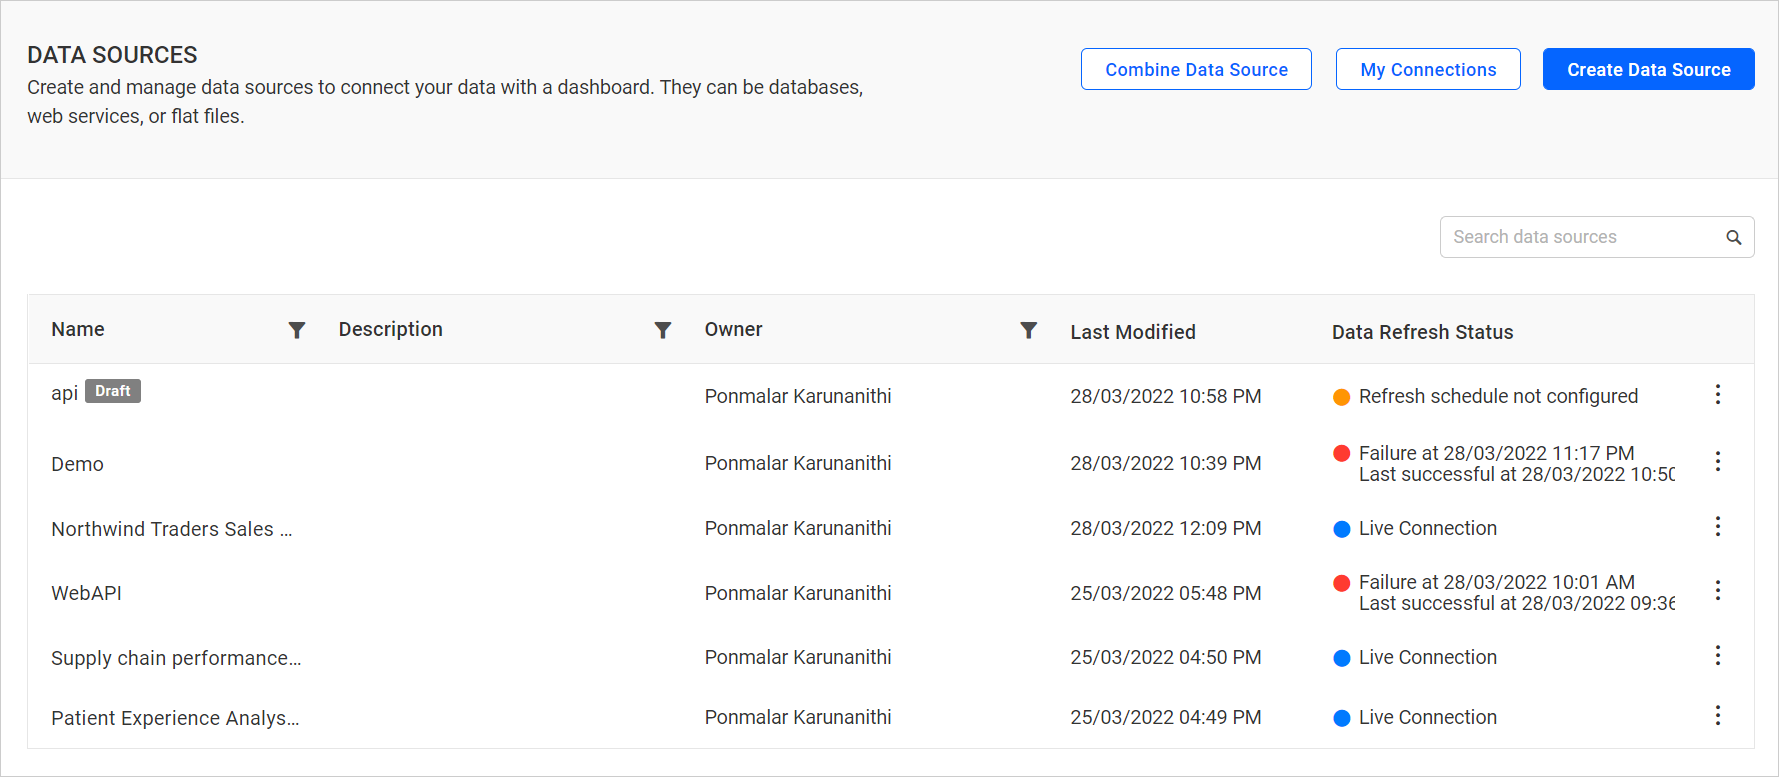 DATA SOURCES
Create and manage data sources to connect your data with a dashboard. They can be databases,
web services, or flat files.
Combine Data Source
My Connections
Create Data Source
Search data sources
Name Description Owner Last Modified Data Refresh Status
api Draft Ponmalar Karunanithi 28/03/2022 10:58 PM Refresh schedule not configured
Demo Ponmalar Karunanithi 28/03/2022 10:39 PM Failure at 28/03/2022 11:17 PM
Last successful at 28/03/2022 10:50
Northwind Traders Sales ... Ponmalar Karunanithi 28/03/2022 12:09 PM Live Connection
WebAPI Ponmalar Karunanithi 25/03/2022 05:48 PM Failure at 28/03/2022 10:01 AM
Last successful at 28/03/2022 09:36
Supply chain performance... Ponmalar Karunanithi 25/03/2022 04:50 PM Live Connection
Patient Experience Analys... Ponmalar Karunanithi 25/03/2022 04:49 PM Live Connection